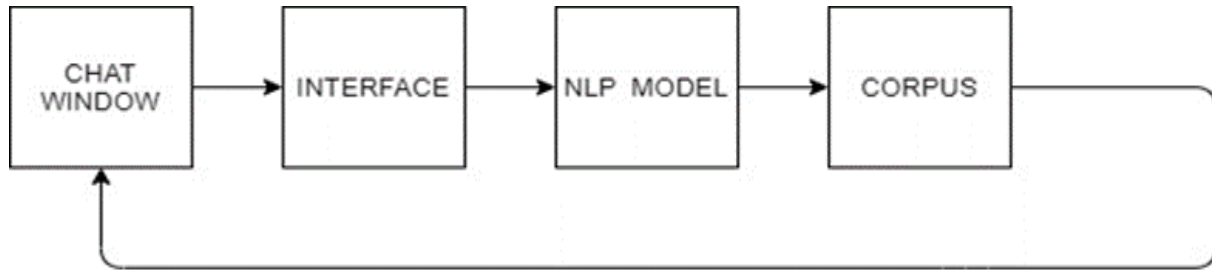 CHAT
WINDOW
INTERFACE
NLP MODEL
CORPUS